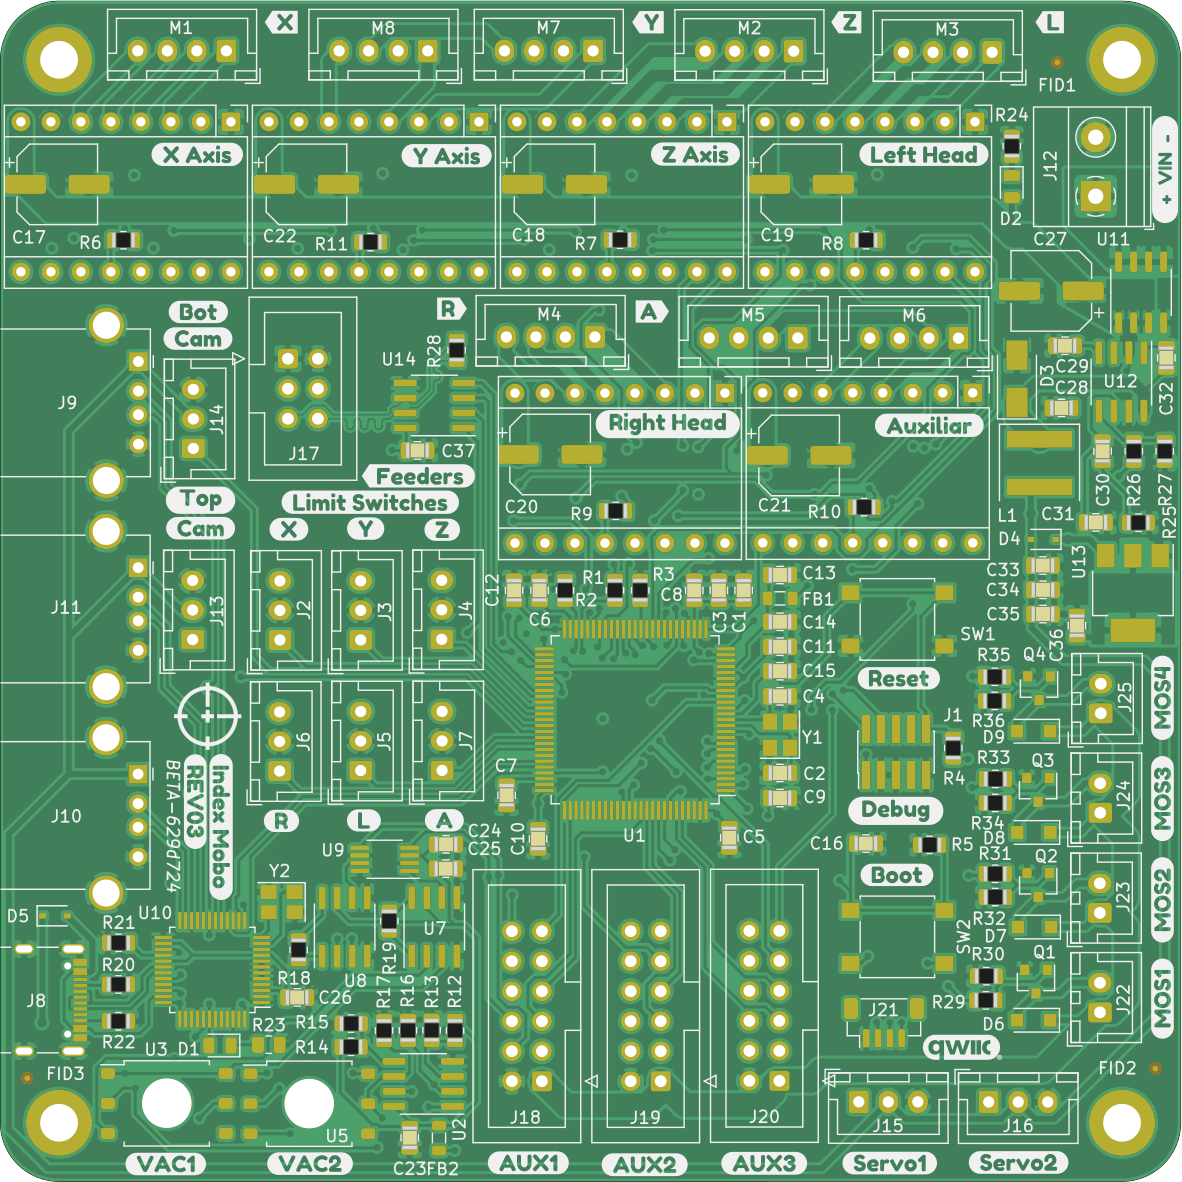 M1 X M8 M7 Y M2 Z M3 L
FID1
R24
X Axis Y Axis Z Axis Left Head
J12
+ VIN -
C17 R6 C22 R11 C18 R7 C19 R8 D2 C27 U11
Bot
Cam
R M4 A M5 M6
U14 R28
D3 C29 C28 U12 C32
J9 J14 J17
Right Head Auxiliar
C37
Feeders
Top
Cam
Limit Switches
X Y Z
C20 R9 C21 R10
L1 C31 C30 R26 R27 R25
D4 U13
J11 J13 J2 J3 J4
C12 C6 R1 R2 R3 C8 C3 C1
C13
FB1
C14
C11
C15
C4
Y1
C2
C9
C33
C34
C35
C36
SW1
Reset
R35 Q4
R36
D9
J25 MOS4
J6 J5 J7
C7 C10 U1 C5
J1
R4
Debug
R33 Q3
R34
D8
J24 MOS3
J10
Index Mobo
REV03
BETA-629d724
R L A
C24
C25
U9
Y2
C16 R5
Boot
R31 Q2
R32
D7
J23 MOS2
D5 R21 U10
R20
R18 U8 R19 U7
SW2
R30 Q1
R29
D6
J22 MOS1
J8
C26
R22
R17 R16 R13 R12
R15
R14
R23
D1
U3
J21
qwiic
FID3 FID2
U5 U2
C23 FB2
J18 J19 J20 J15 J16
VAC1 VAC2 AUX1 AUX2 AUX3 Servo1 Servo2